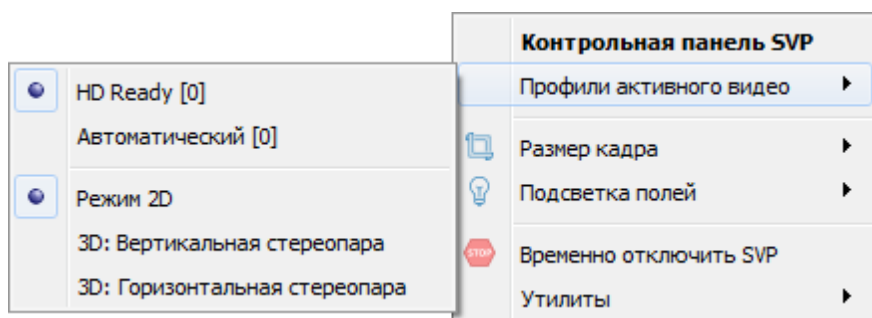 Контрольная панель SVP
Профили активного видео
HD Ready [0]
Автоматический [0]
Режим 2D
3D: Вертикальная стереопара
3D: Горизонтальная стереопара
Размер кадра
Подсветка полей
STOP
Временно отключить SVP
Утилиты